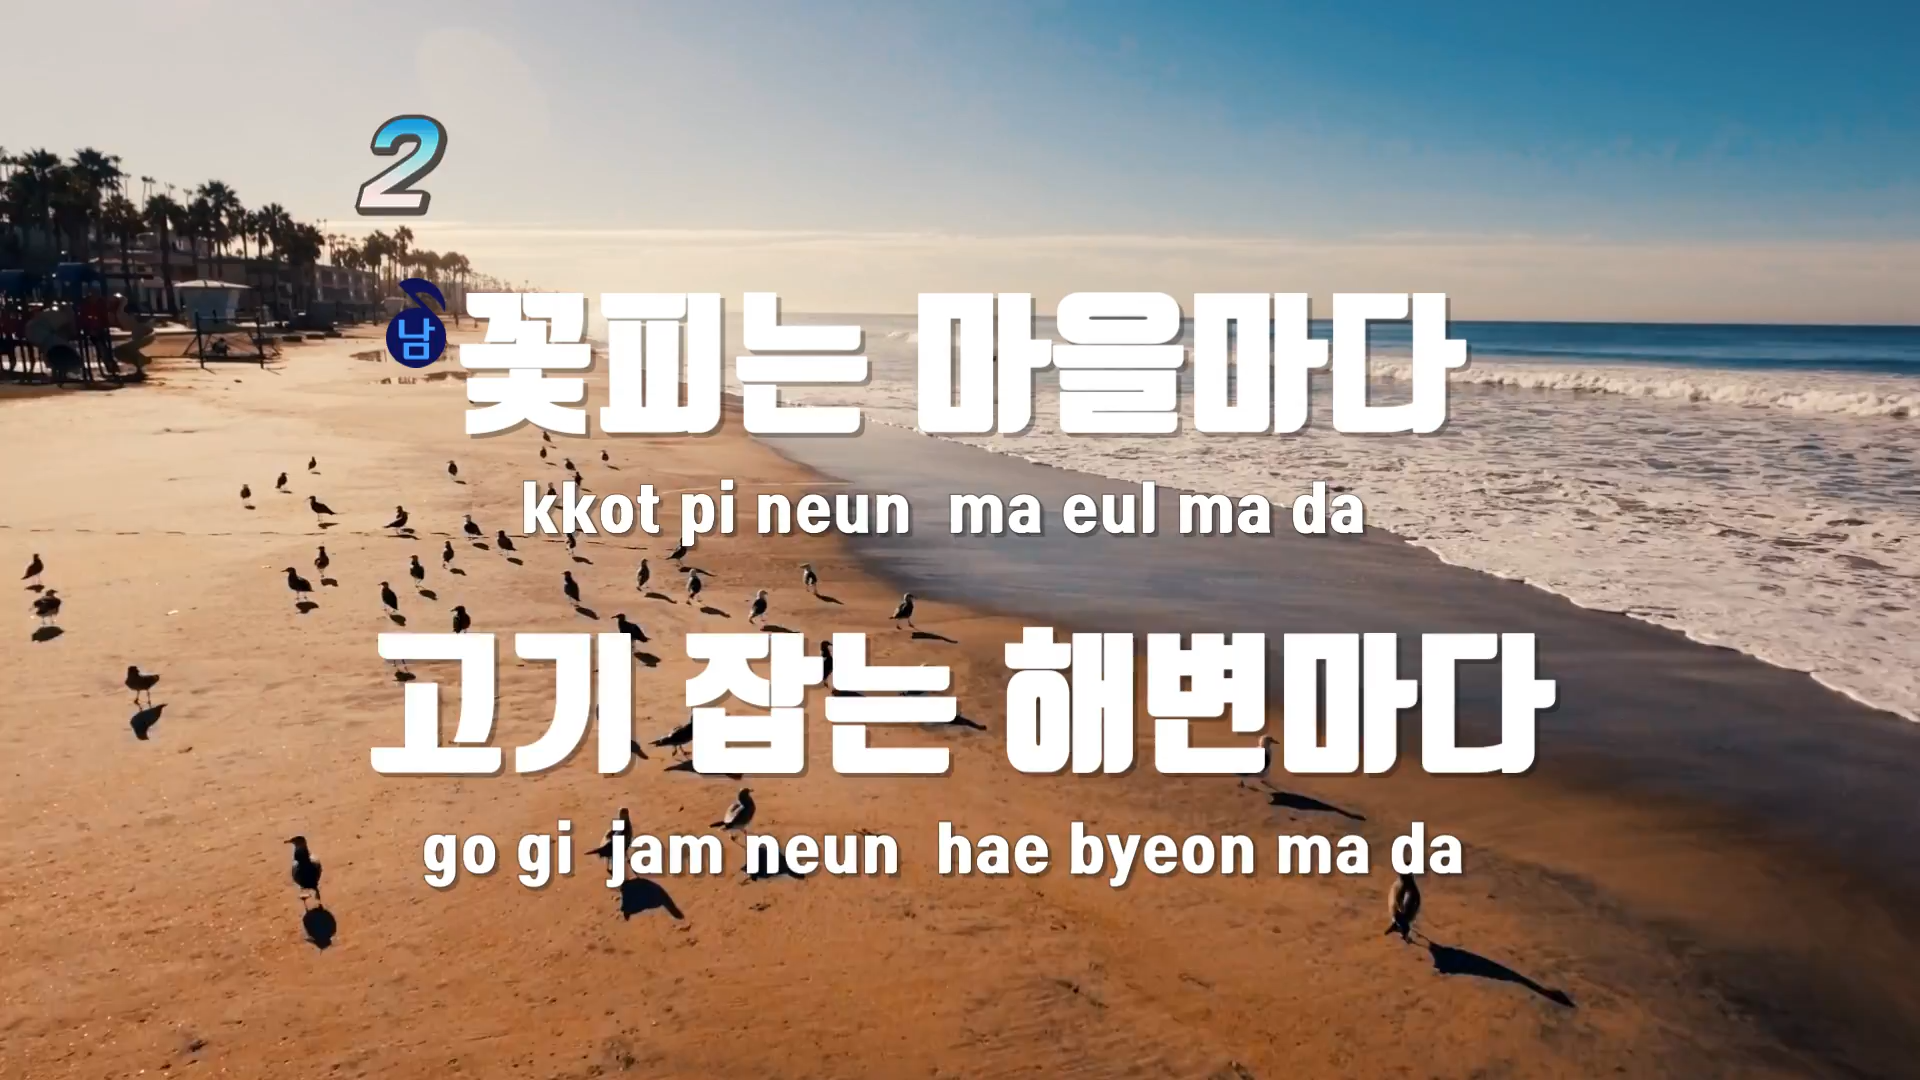 2
남 꽃피는 마을마다
kkot pi neun ma eul ma da
고기 잡는 해변마다
go gi jam neun hae byeon ma da